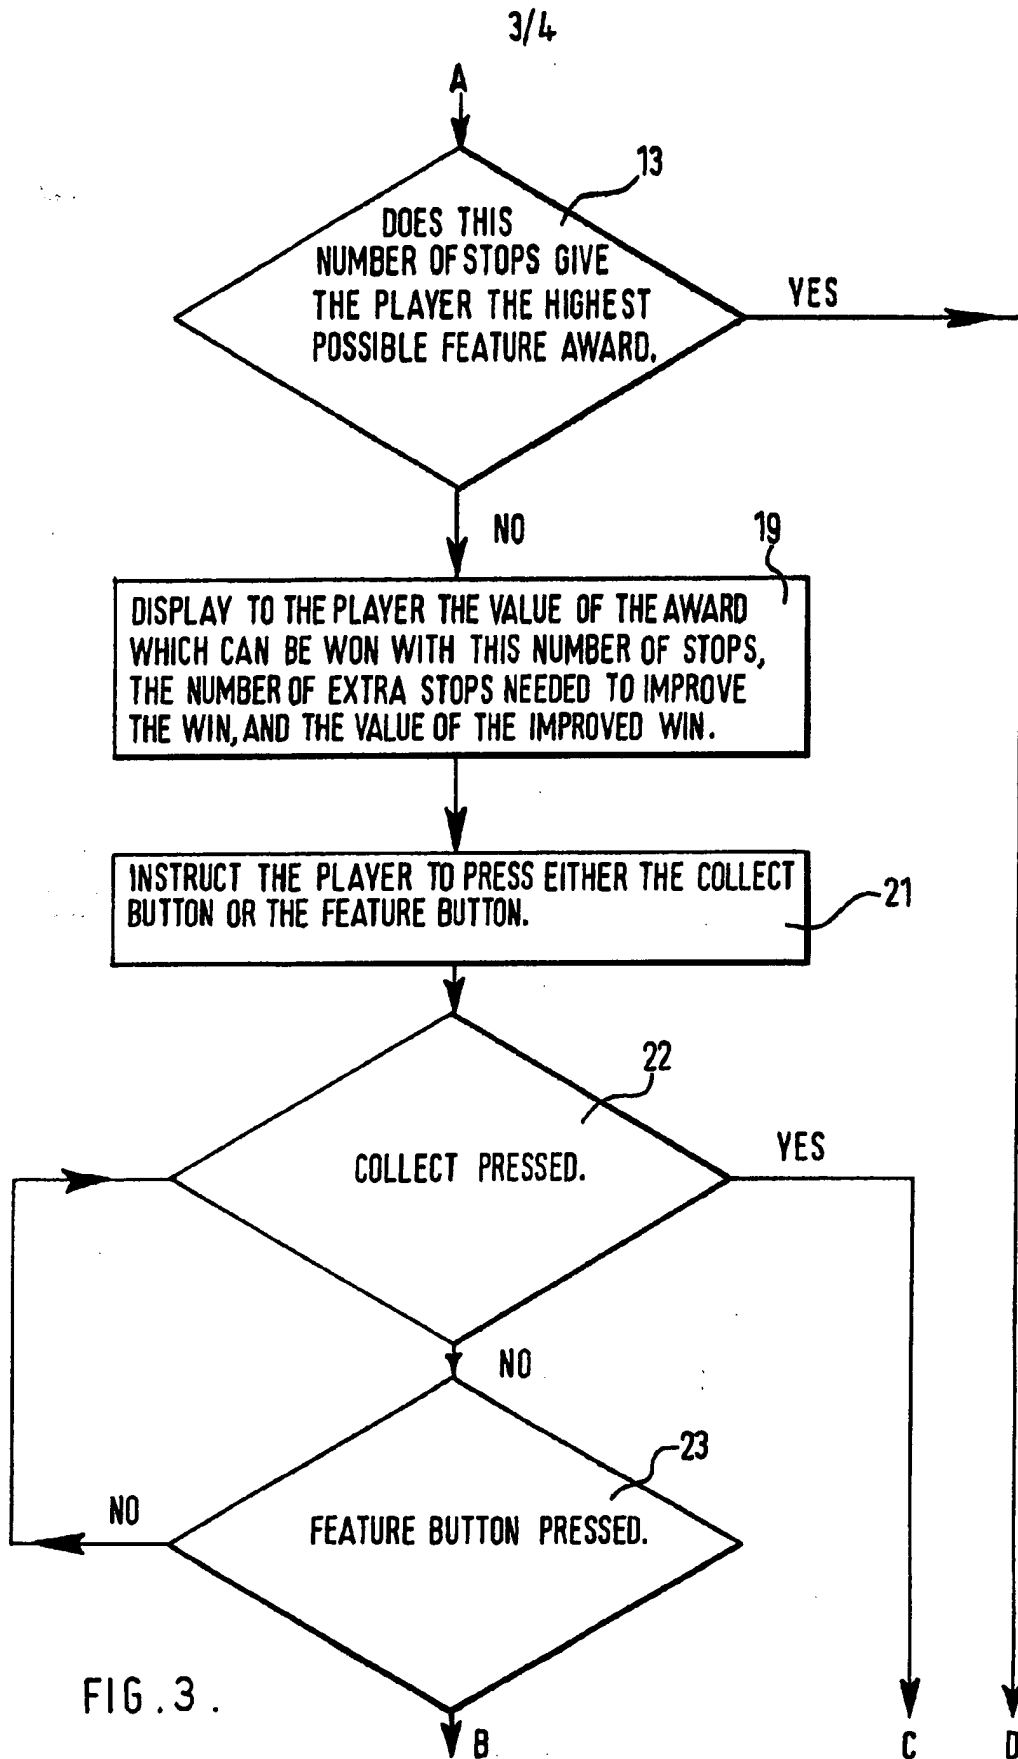 3/4
A
13
DOES THIS
NUMBER OF STOPS GIVE
THE PLAYER THE HIGHEST
POSSIBLE FEATURE AWARD.
YES
NO
19
DISPLAY TO THE PLAYER THE VALUE OF THE AWARD
WHICH CAN BE WON WITH THIS NUMBER OF STOPS,
THE NUMBER OF EXTRA STOPS NEEDED TO IMPROVE
THE WIN, AND THE VALUE OF THE IMPROVED WIN.
INSTRUCT THE PLAYER TO PRESS EITHER THE COLLECT
BUTTON OR THE FEATURE BUTTON.
21
22
COLLECT PRESSED.
YES
NO
23
FEATURE BUTTON PRESSED.
NO
FIG.3.
B
C
D